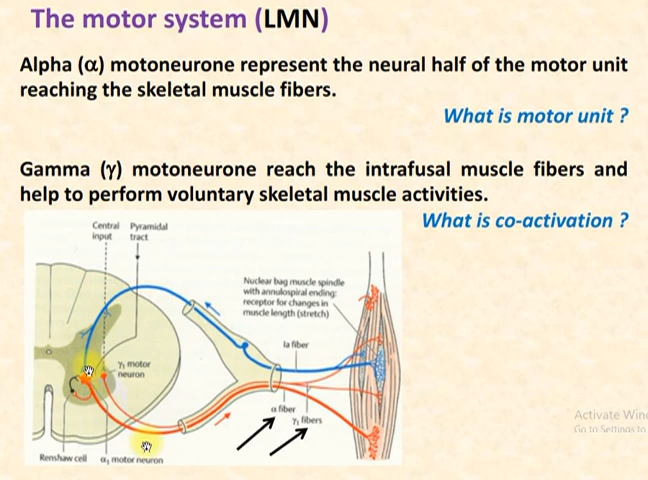 The motor system (LMN)
Alpha (α) motoneurone represent the neural half of the motor unit
reaching the skeletal muscle fibers.
What is motor unit ?
Gamma (γ) motoneurone reach the intrafusal muscle fibers and
help to perform voluntary skeletal muscle activities.
What is co-activation ?
Central input
Pyramidal tract
Nuclear bag muscle spindle
with annulospiral ending:
receptor for changes in
muscle length (stretch)
Ia fiber
γ₁ motor
neuron
α fiber
γ₁ fibers
Renshaw cell
α₁ motor neuron
Activate Win
Go to Settings to